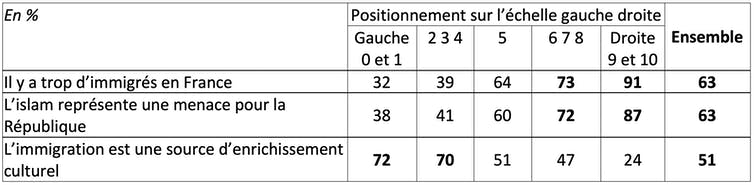 En % Positionnement sur l’échelle gauche droite Ensemble
Gauche 0 et 1 2 3 4 5 6 7 8 Droite 9 et 10
Il y a trop d’immigrés en France 32 39 64 73 91 63
L’islam représente une menace pour la
République 38 41 60 72 87 63
L’immigration est une source d’enrichissement
culturel 72 70 51 47 24 51